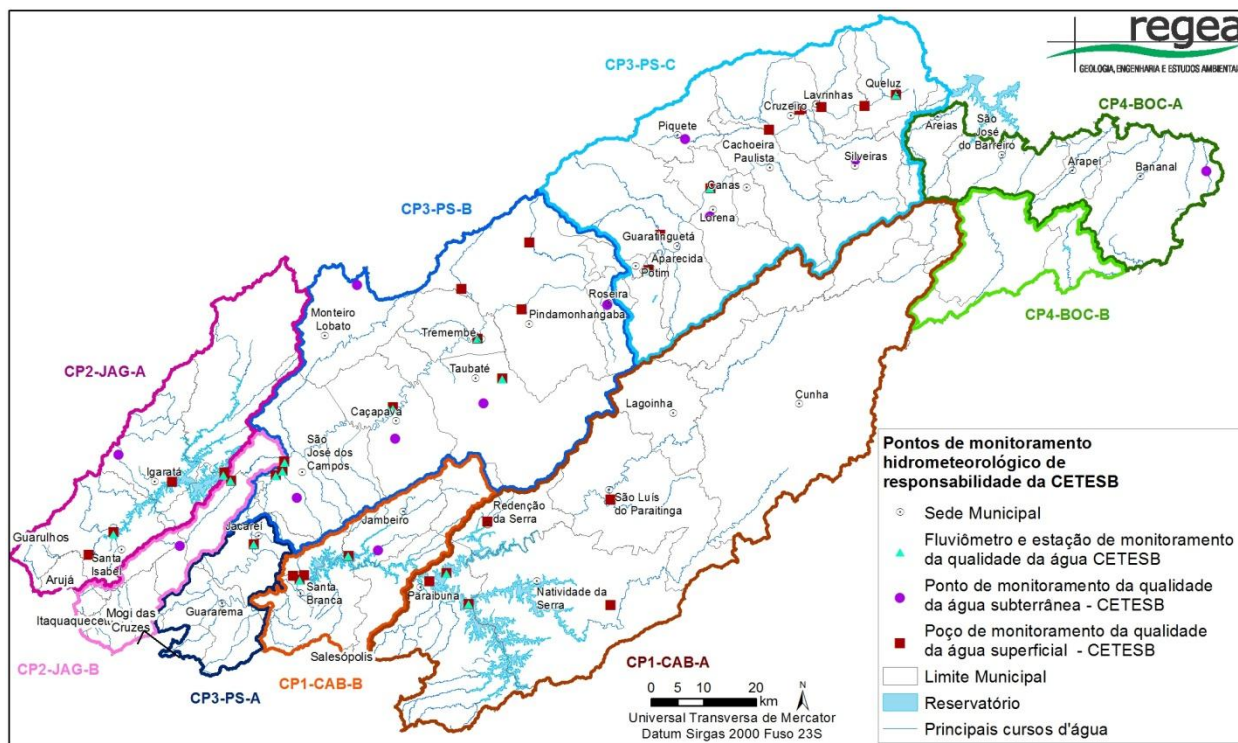 regea
GEOLOGIA, ENGENHARIA E ESTUDOS AMBIENTAIS
CP3-PS-C
Queluz
Lavrinhas
Cruzeiro
CP4-BOC-A
Piquete
Areias
São
José
do Barreiro
Cachoeira
Paulista
Silveiras
Arapeí
Bananal
Canas
Lorena
CP3-PS-B
Guaratinguetá
Aparecida
Potim
Roseira
CP4-BOC-B
Monteiro
Lobato
Pindamonhangaba
Tremembé
CP2-JAG-A
Taubaté
Caçapava
Lagoinha
Cunha
São
José dos
Campos
Igaratá
Jambeiro
Redenção
da Serra
São Luís
do Paraitinga
Guarulhos
Santa
Isabel
Jacareí
Arujá
Santa
Branca
Paraibuna
Natividade
da Serra
Itaquaquecet
Mogi das
Cruzes
Guararema
Salesópolis
CP2-JAG-B
CP3-PS-A
CP1-CAB-B
CP1-CAB-A
0 5 10 20
km
N
Universal Transversa de Mercator
Datum Sirgas 2000 Fuso 23S
Pontos de monitoramento
hidrometeorológico de
responsabilidade da CETESB
Sede Municipal
Fluviômetro e estação de monitoramento
da qualidade da água CETESB
Ponto de monitoramento da qualidade
da água subterrânea - CETESB
Poço de monitoramento da qualidade
da água superficial - CETESB
Limite Municipal
Reservatório
Principais cursos d'água